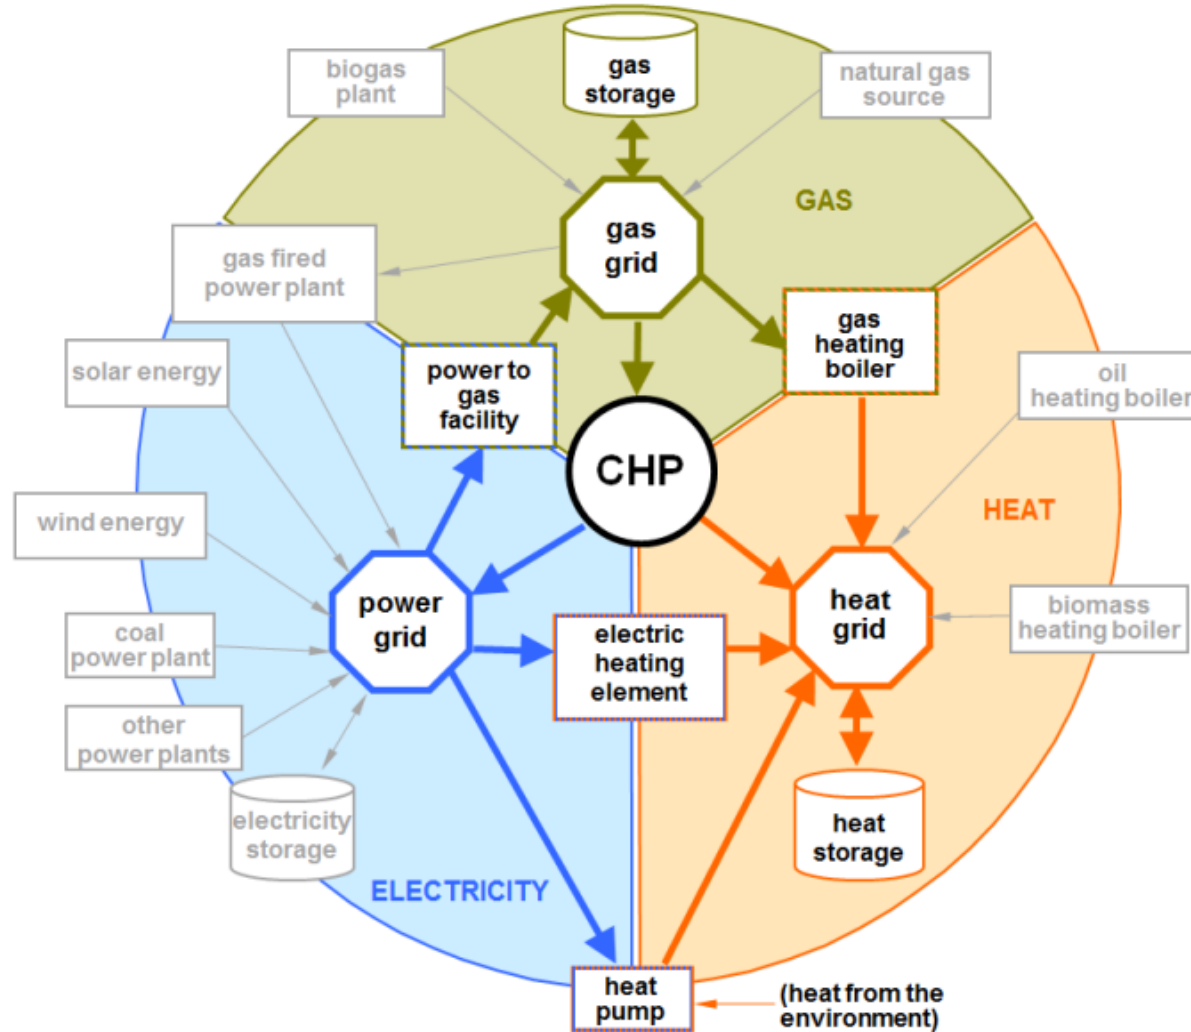 biogas
plant
gas
storage
natural gas
source
GAS
gas
grid
gas fired
power plant
gas
heating
boiler
power to
gas
facility
solar energy
oil
heating boiler
CHP
wind energy
HEAT
power
grid
heat
grid
electric
heating
element
coal
power plant
biomass
heating boiler
other
power plants
electricity
storage
heat
storage
ELECTRICITY
heat
pump
(heat from the
environment)